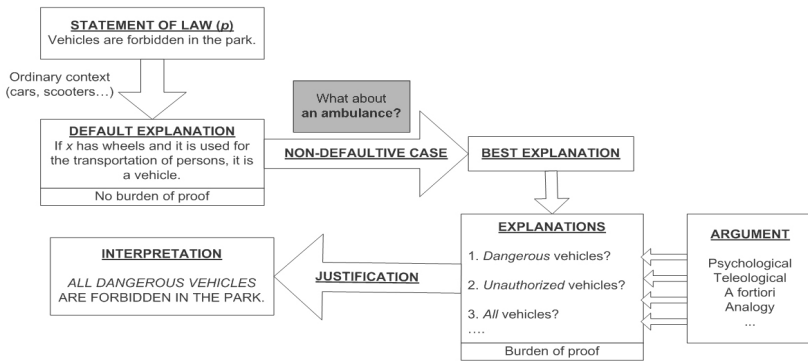 STATEMENT OF LAW (p)
Vehicles are forbidden in the park.
Ordinary context
(cars, scooters…)
DEFAULT EXPLANATION
If x has wheels and it is used for
the transportation of persons, it is
a vehicle.
No burden of proof
What about
an ambulance?
NON-DEFAULTIVE CASE
BEST EXPLANATION
EXPLANATIONS
1. Dangerous vehicles?
2. Unauthorized vehicles?
3. All vehicles?
….
Burden of proof
ARGUMENT
Psychological
Teleological
A fortiori
Analogy
...
JUSTIFICATION
INTERPRETATION
ALL DANGEROUS VEHICLES
ARE FORBIDDEN IN THE PARK.